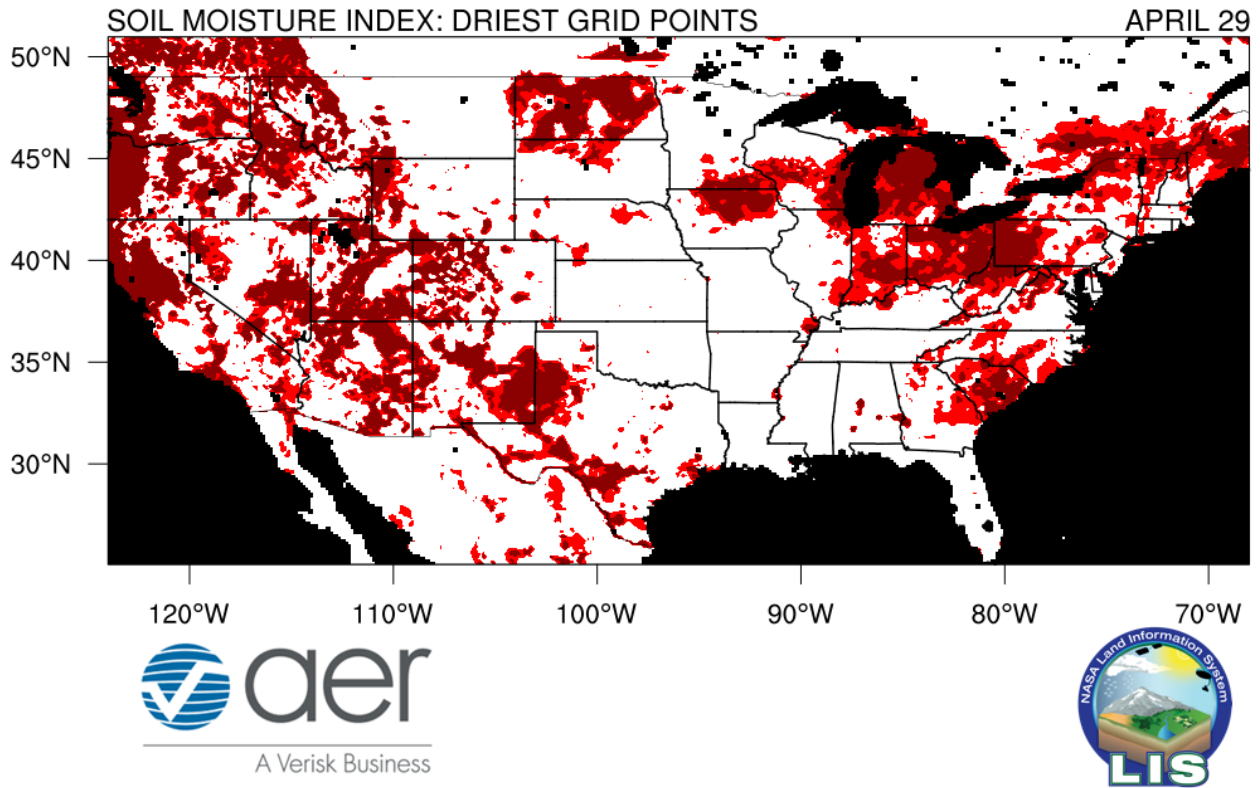 SOIL MOISTURE INDEX: DRIEST GRID POINTS APRIL 29
50°N
45°N
40°N
35°N
30°N
120°W 110°W 100°W 90°W 80°W 70°W
aer
A Verisk Business
NASA Land Information System
LIS